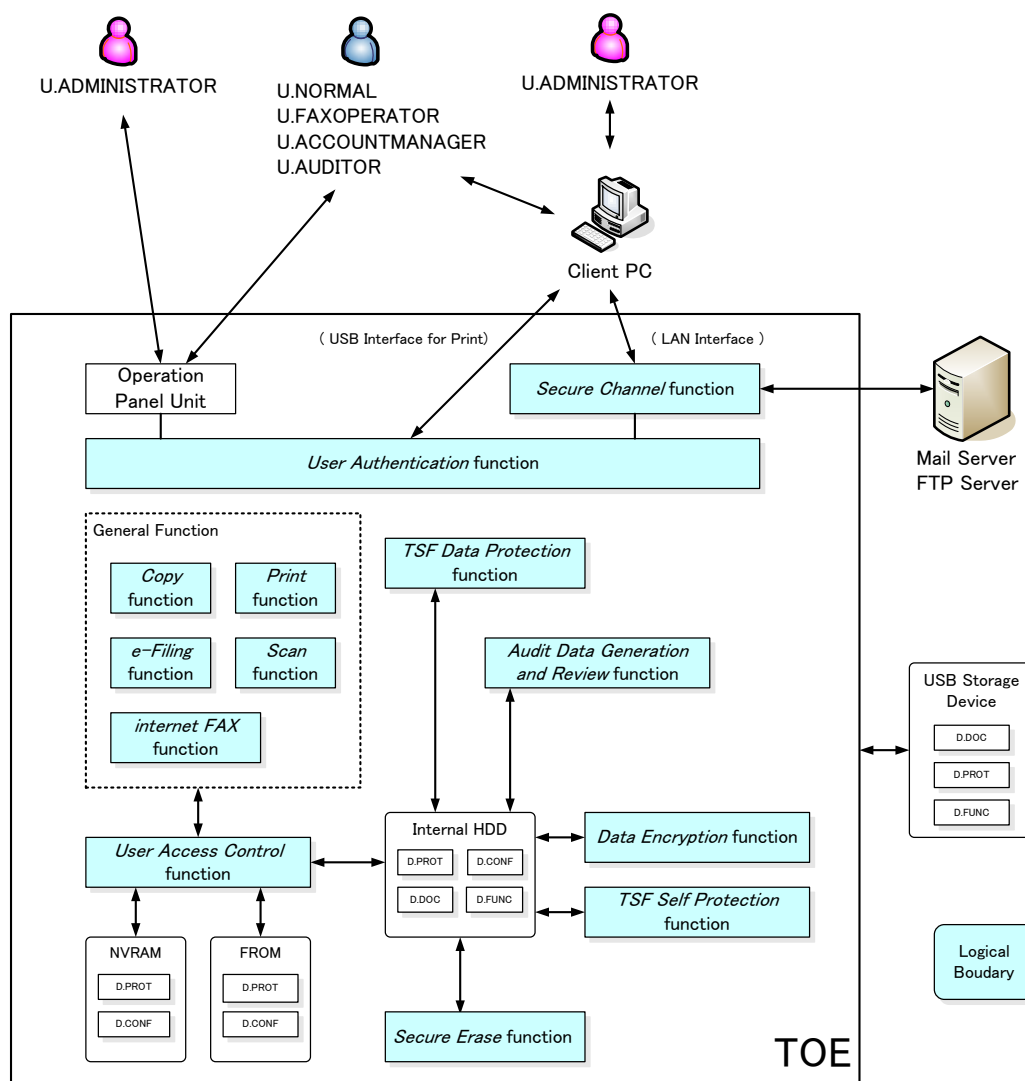 U.ADMINISTRATOR
U.NORMAL
U.FAXOPERATOR
U.ACCOUNTMANAGER
U.AUDITOR
U.ADMINISTRATOR
Client PC
( USB Interface for Print)
( LAN Interface )
Operation
Panel Unit
Secure Channel function
User Authentication function
Mail Server
FTP Server
General Function
Copy
function
Print
function
e-Filing
function
Scan
function
internet FAX
function
TSF Data Protection
function
Audit Data Generation
and Review function
USB Storage
Device
D.DOC
D.PROT
D.FUNC
User Access Control
function
Internal HDD
D.PROT
D.CONF
D.DOC
D.FUNC
Data Encryption function
TSF Self Protection
function
NVRAM
D.PROT
D.CONF
FROM
D.PROT
D.CONF
Secure Erase function
Logical
Boudary
TOE